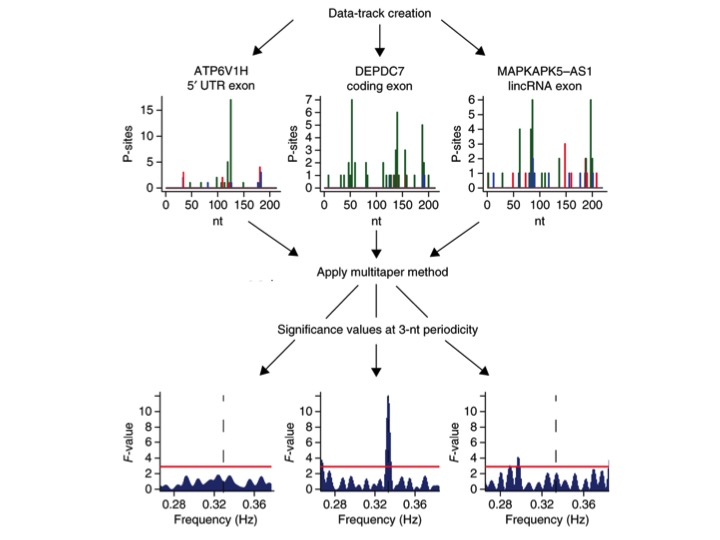 Data-track creation
ATP6V1H
5′ UTR exon
DEPDC7
coding exon
MAPKAPK5–AS1
lincRNA exon
P-sites
15
10
5
0
0 50 100 150 200
nt
P-sites
7
6
5
4
3
2
1
0
0 50 100 150 200
nt
P-sites
6
5
4
3
2
1
0
0 50 100 150 200
nt
Apply multitaper method
Significance values at 3-nt periodicity
F-value
10
8
6
4
2
0
0.28 0.32 0.36
Frequency (Hz)
F-value
10
8
6
4
2
0
0.28 0.32 0.36
Frequency (Hz)
F-value
10
8
6
4
2
0
0.28 0.32 0.36
Frequency (Hz)